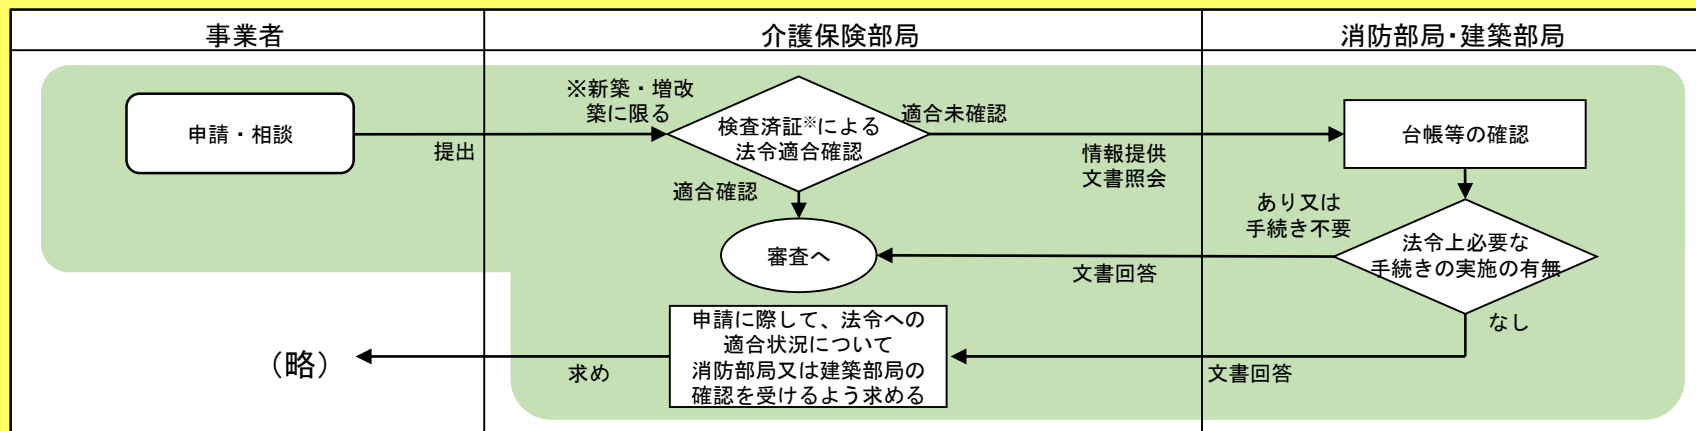 事業者
介護保険部局
消防部局・建築部局
申請・相談
提出
※新築・増改
築に限る
検査済証※による
法令適合確認
適合未確認
情報提供
文書照会
台帳等の確認
適合確認
審査へ
あり又は
手続き不要
法令上必要な
手続きの実施の有無
文書回答
なし
文書回答
申請に際して、法令への
適合状況について
消防部局又は建築部局の
確認を受けるよう求める
求め
（略）